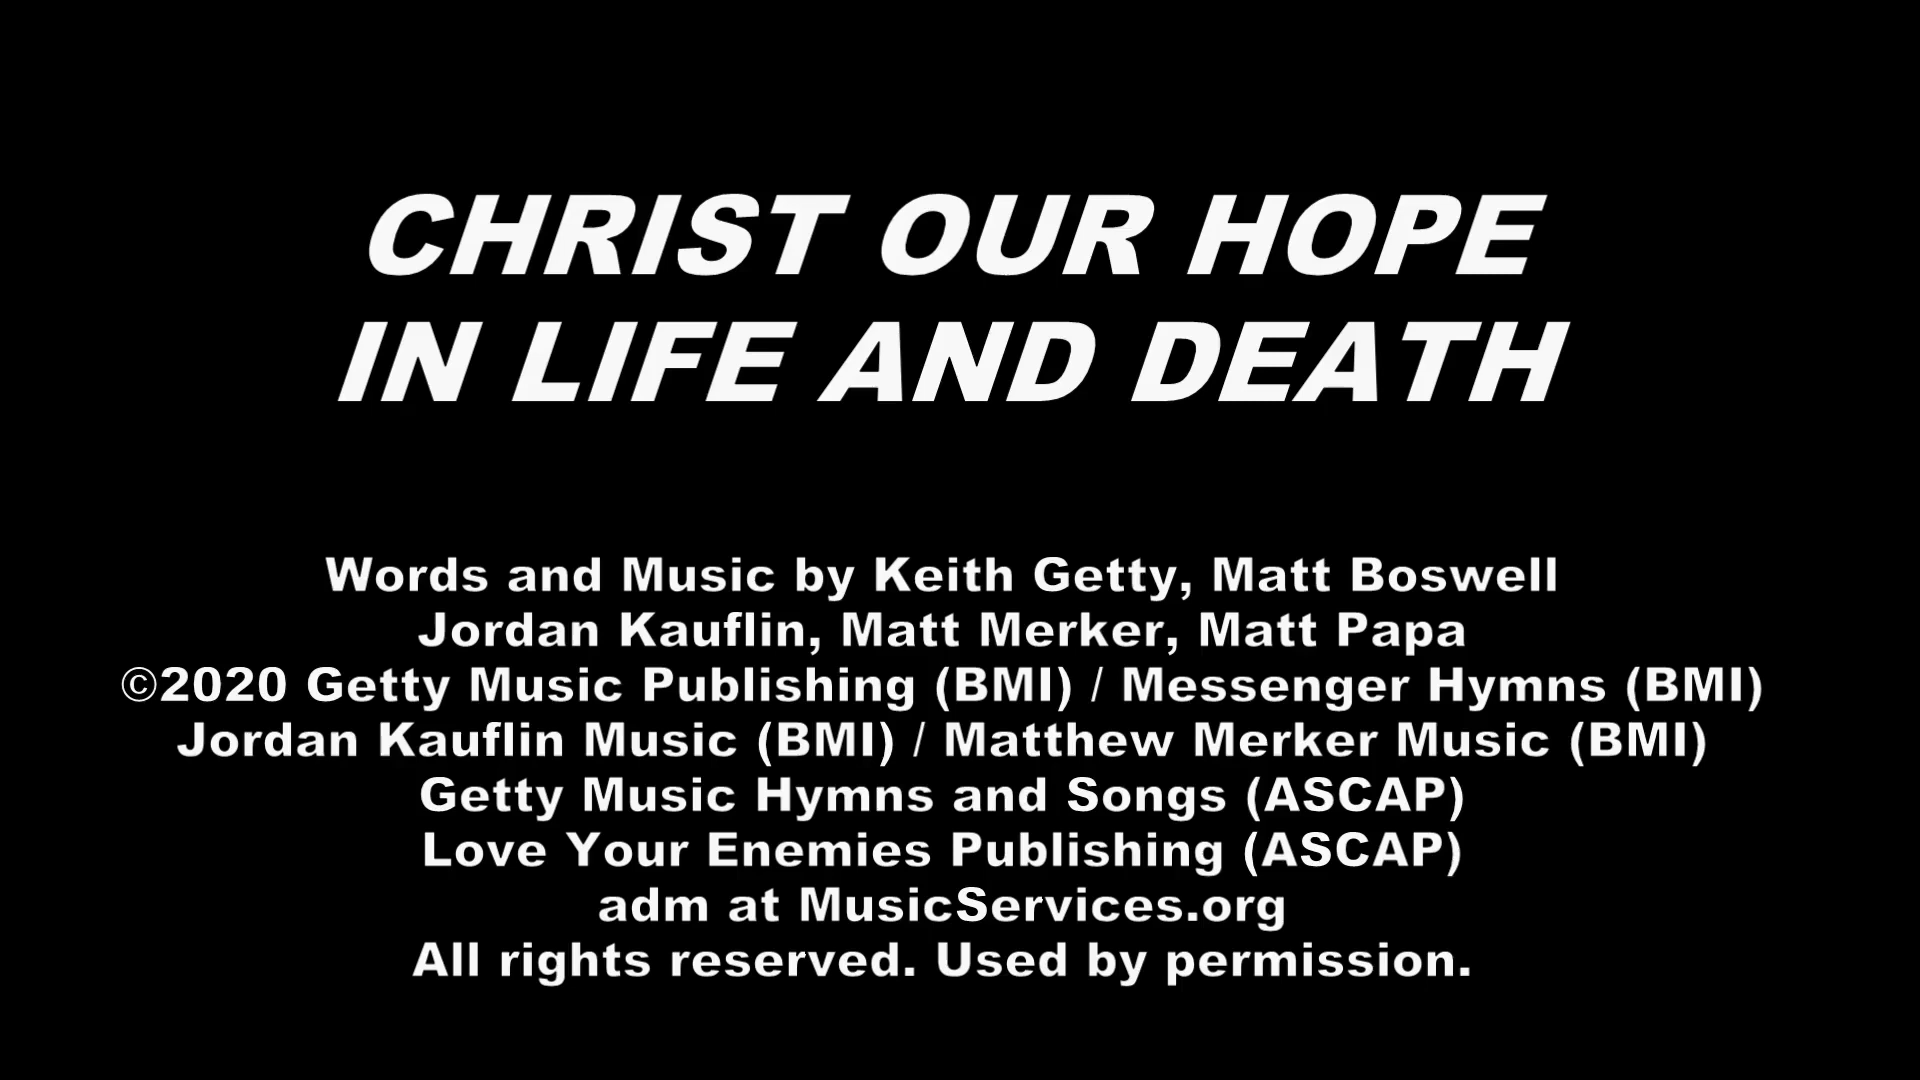 CHRIST OUR HOPE
IN LIFE AND DEATH
Words and Music by Keith Getty, Matt Boswell
Jordan Kauflin, Matt Merker, Matt Papa
©2020 Getty Music Publishing (BMI) / Messenger Hymns (BMI)
Jordan Kauflin Music (BMI) / Matthew Merker Music (BMI)
Getty Music Hymns and Songs (ASCAP)
Love Your Enemies Publishing (ASCAP)
adm at MusicServices.org
All rights reserved. Used by permission.